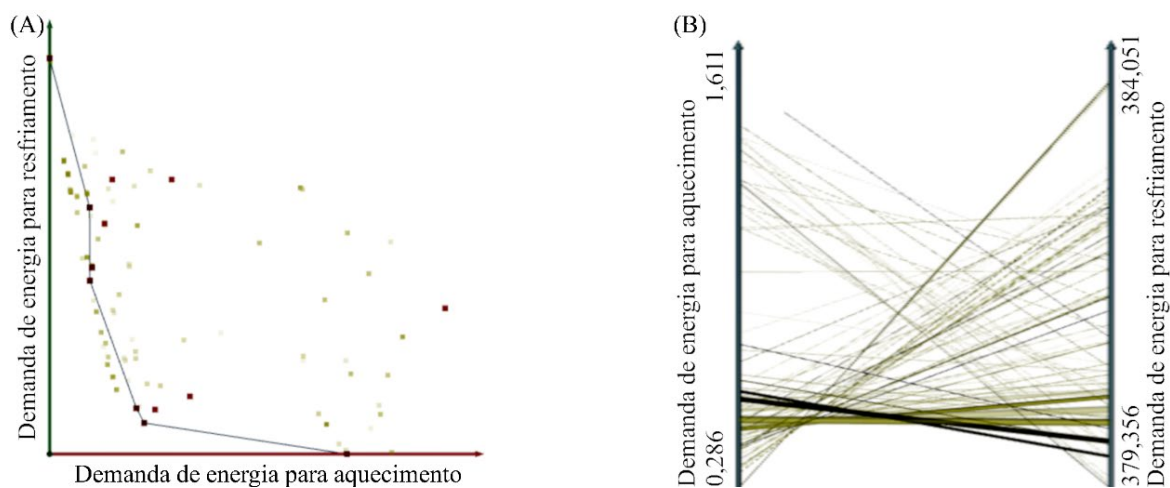 (A)
Demanda de energia para resfriamento
Demanda de energia para aquecimento
(B)
1,611
Demanda de energia para aquecimento
0,286
384,051
Demanda de energia para resfriamento
379,356